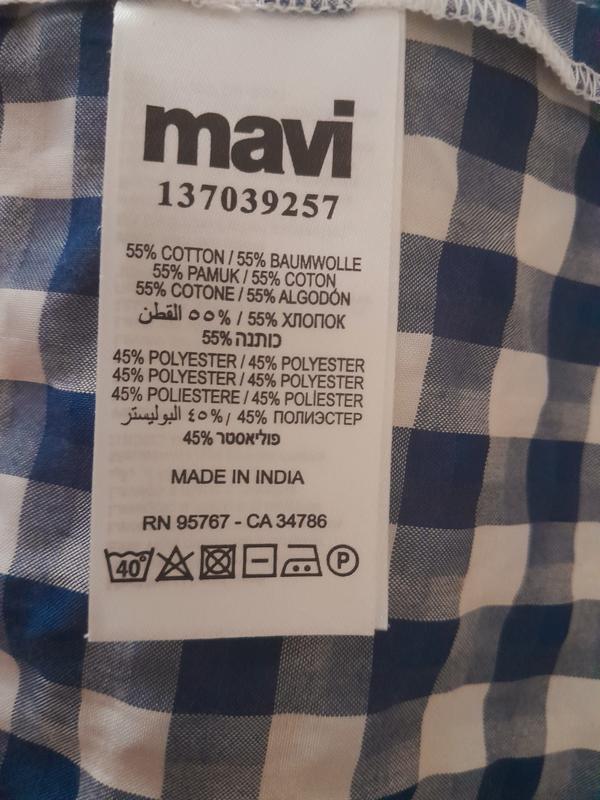 mavi
137039257
55% COTTON / 55% BAUMWOLLE
55% PAMUK / 55% COTON
55% COTONE / 55% ALGODÓN
٥٥% القطن / 55% ХЛОПОК
55% כותנה
45% POLYESTER / 45% POLYESTER
45% POLYESTER / 45% POLYESTER
45% POLIESTERE / 45% POLÍESTER
٤٥% البوليستر / 45% ПОЛИЭСТЕР
45% פוליאסטר
MADE IN INDIA
RN 95767 - CA 34786
40° P